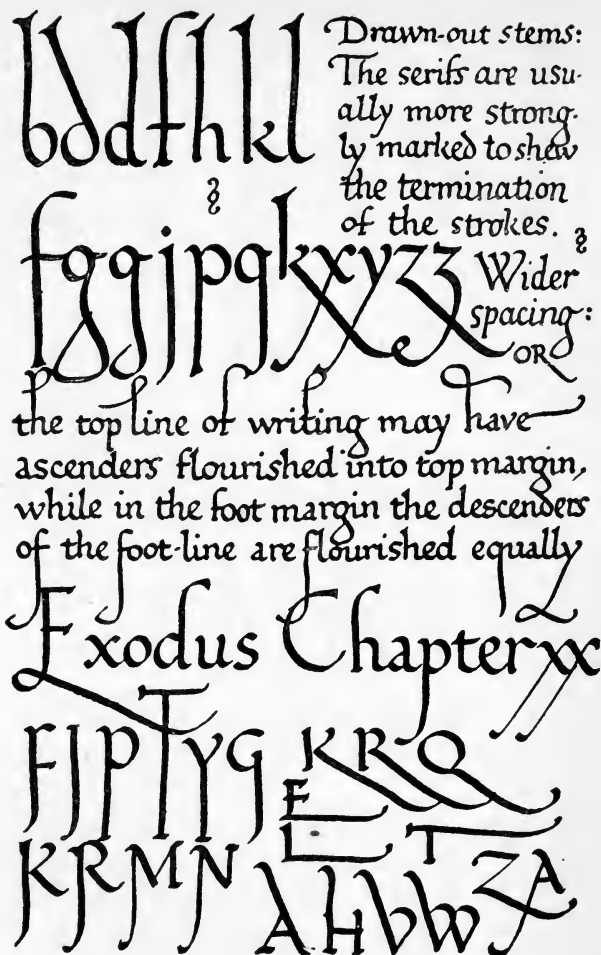 bddfhkl
Drawn-out stems:
The serifs are usu-
ally more strong-
ly marked to shew
the termination
of the strokes.
fggjpqkxyzz
Wider
spacing:
OR
the top line of writing may have
ascenders flourished into top margin,
while in the foot margin the descenders
of the foot-line are flourished equally
Exodus Chapter xx
FJPTYG
KRQ
E
L T
KRMN
AHVW
ZA